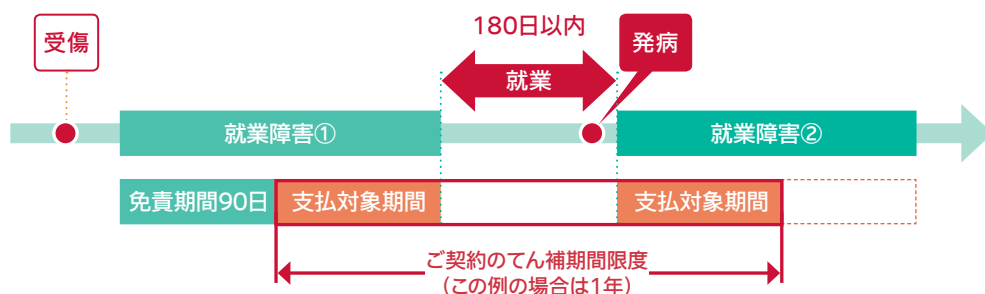 180日以内
受傷
発病
就業
就業障害①
就業障害②
免責期間90日
支払対象期間
支払対象期間
ご契約のてん補期間限度
（この例の場合は1年）